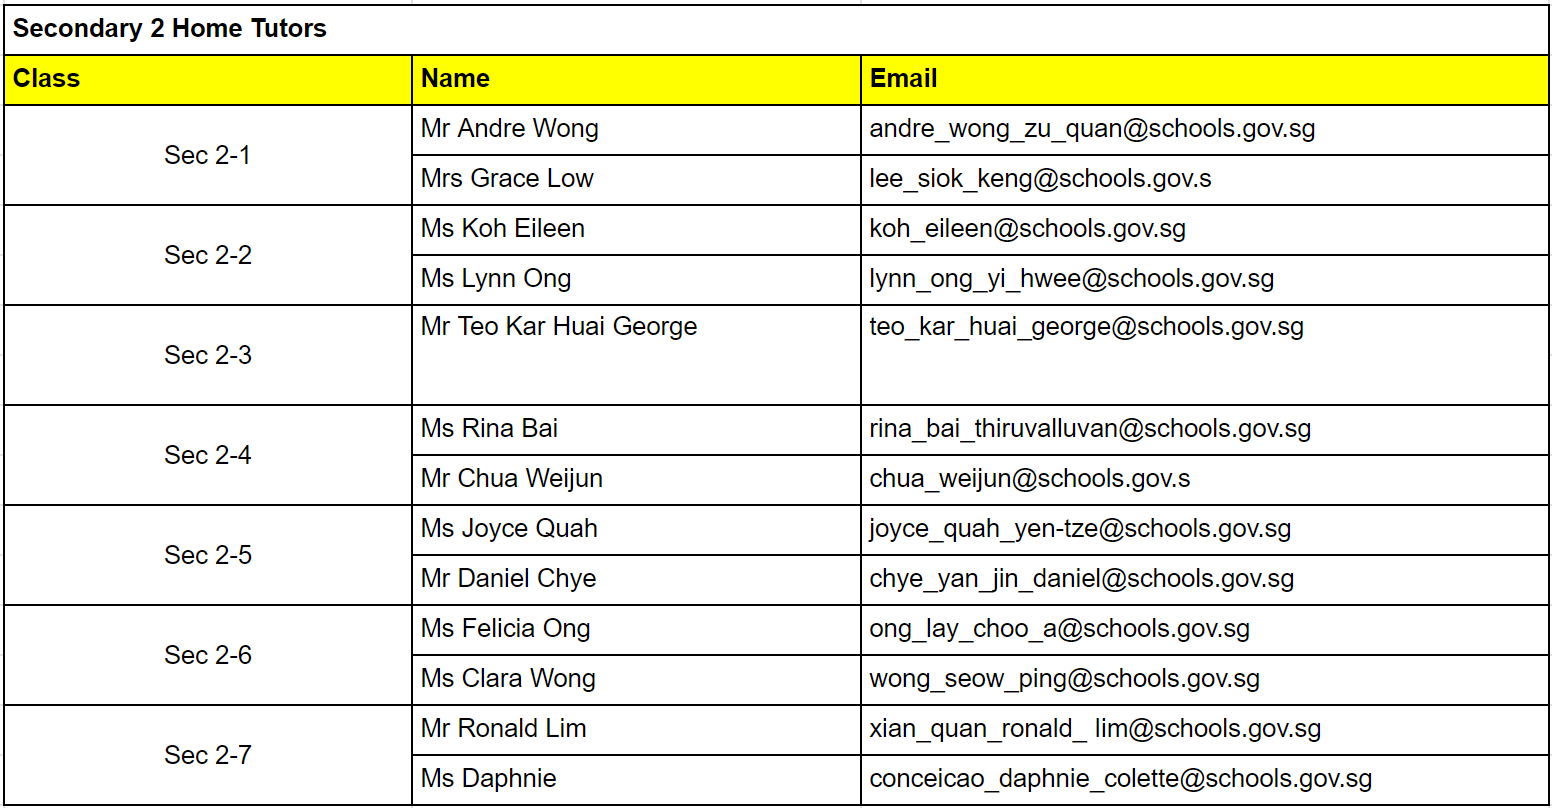 Secondary 2 Home Tutors
Class Name Email
Sec 2-1
Mr Andre Wong andre_wong_zu_quan@schools.gov.sg
Mrs Grace Low lee_siok_keng@schools.gov.s
Sec 2-2
Ms Koh Eileen koh_eileen@schools.gov.sg
Ms Lynn Ong lynn_ong_yi_hwee@schools.gov.sg
Sec 2-3
Mr Teo Kar Huai George teo_kar_huai_george@schools.gov.sg
Sec 2-4
Ms Rina Bai rina_bai_thiruvalluvan@schools.gov.sg
Mr Chua Weijun chua_weijun@schools.gov.s
Sec 2-5
Ms Joyce Quah joyce_quah_yen-tze@schools.gov.sg
Mr Daniel Chye chye_yan_jin_daniel@schools.gov.sg
Sec 2-6
Ms Felicia Ong ong_lay_choo_a@schools.gov.sg
Ms Clara Wong wong_seow_ping@schools.gov.sg
Sec 2-7
Mr Ronald Lim xian_quan_ronald_ lim@schools.gov.sg
Ms Daphnie conceicao_daphnie_colette@schools.gov.sg